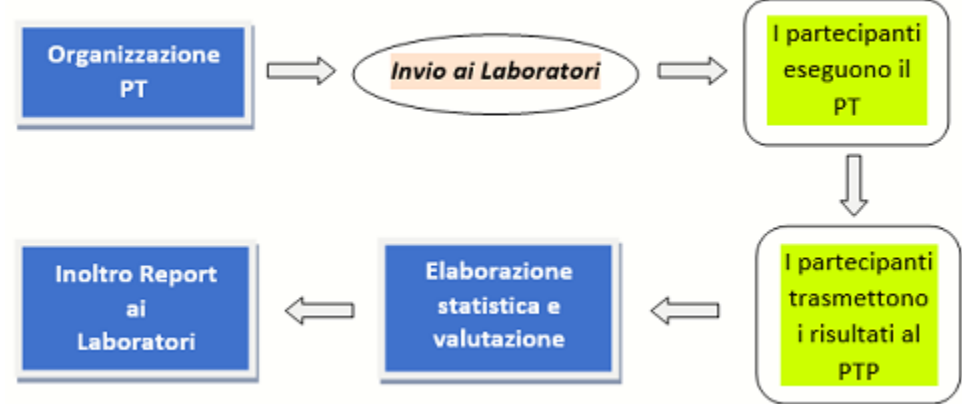 Organizzazione
PT
Invio ai Laboratori
I partecipanti
eseguono il
PT
I partecipanti
trasmettono
i risultati al
PTP
Elaborazione
statistica e
valutazione
Inoltro Report
ai
Laboratori